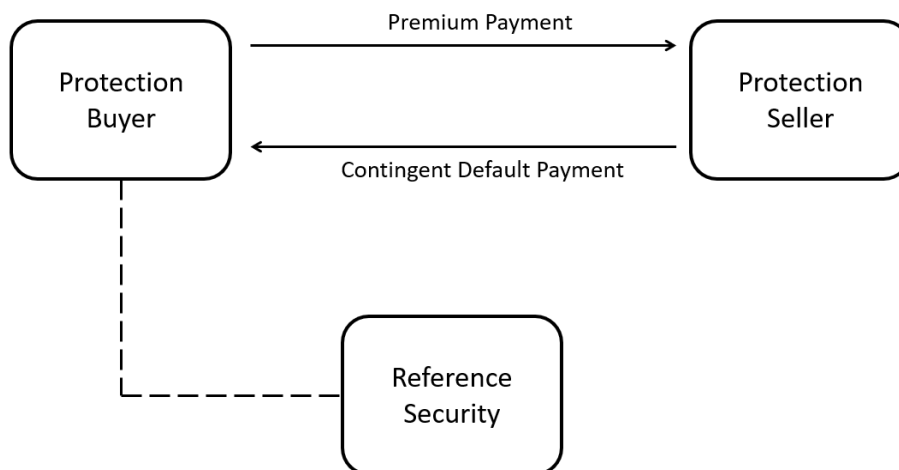 Premium Payment
Protection
Buyer
Protection
Seller
Contingent Default Payment
Reference
Security